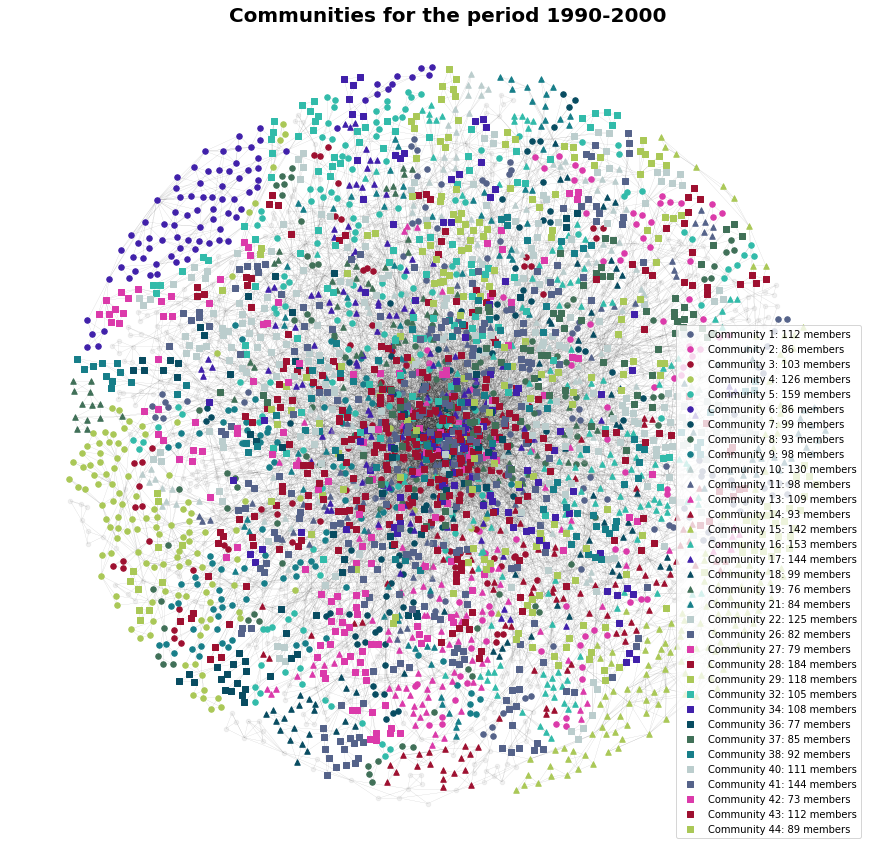 Communities for the period 1990-2000
Community 1: 112 members
Community 2: 86 members
Community 3: 103 members
Community 4: 126 members
Community 5: 159 members
Community 6: 86 members
Community 7: 99 members
Community 8: 93 members
Community 9: 98 members
Community 10: 130 members
Community 11: 98 members
Community 13: 109 members
Community 14: 93 members
Community 15: 142 members
Community 16: 153 members
Community 17: 144 members
Community 18: 99 members
Community 19: 76 members
Community 21: 84 members
Community 22: 125 members
Community 26: 82 members
Community 27: 79 members
Community 28: 184 members
Community 29: 118 members
Community 32: 105 members
Community 34: 108 members
Community 36: 77 members
Community 37: 85 members
Community 38: 92 members
Community 40: 111 members
Community 41: 144 members
Community 42: 73 members
Community 43: 112 members
Community 44: 89 members